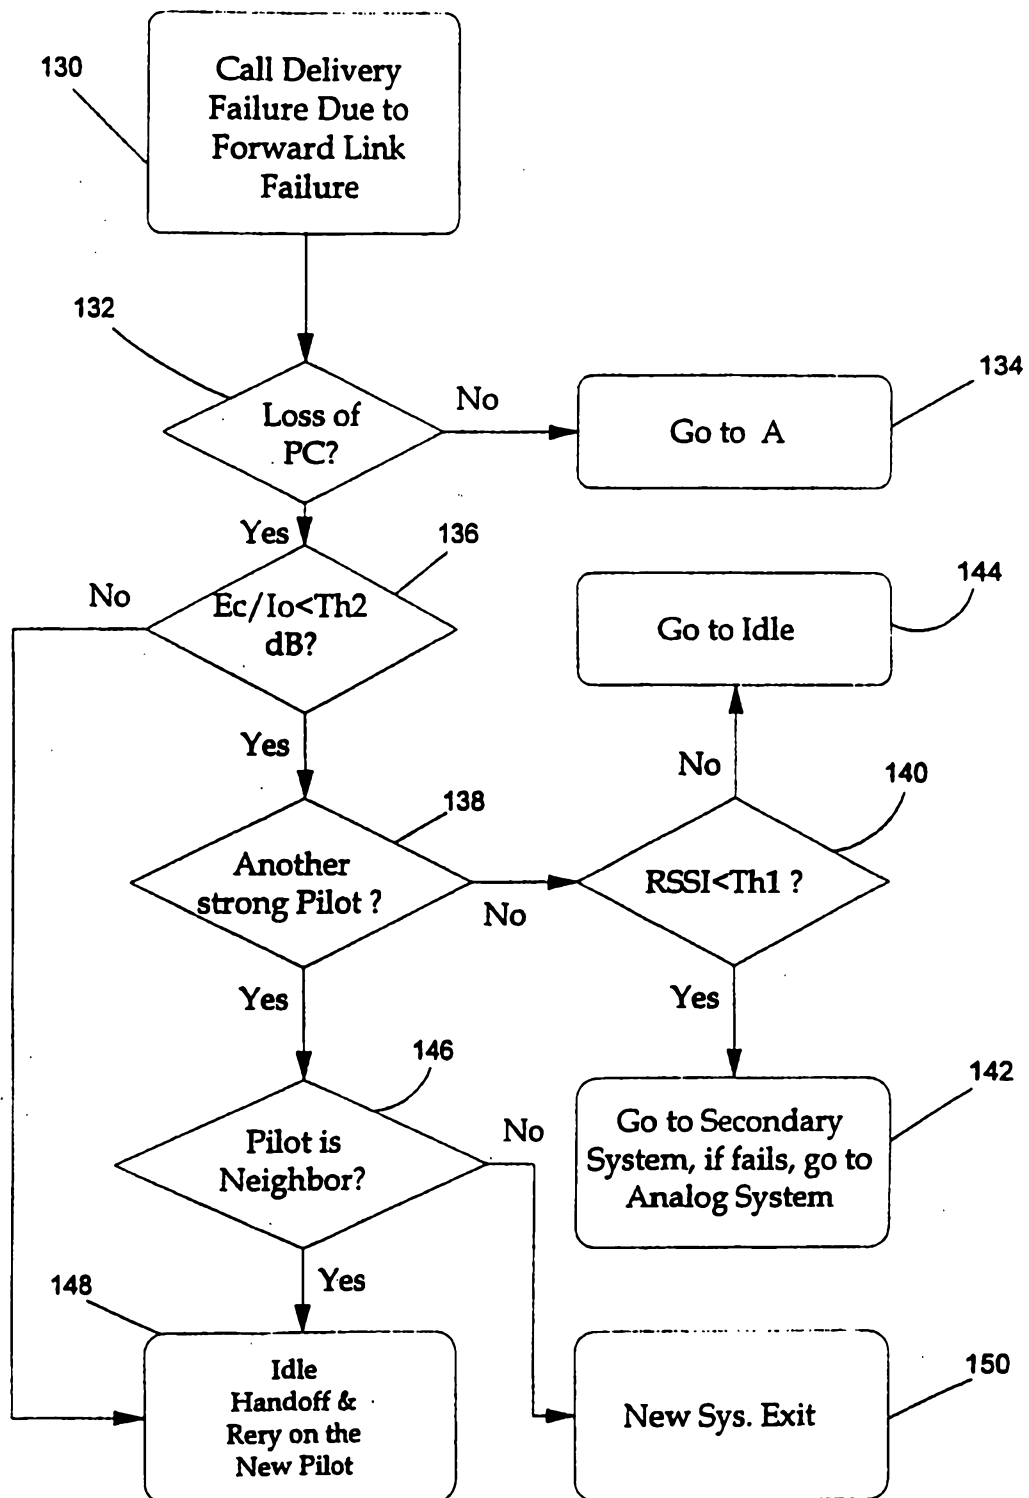 130
Call Delivery
Failure Due to
Forward Link
Failure
132
Loss of
PC?
No
Go to A
134
Yes
136
No
Ec/Io<Th2
dB?
Go to Idle
144
Yes
No
138
140
Another
strong Pilot ?
No
RSSI<Th1 ?
Yes
Yes
146
142
Pilot is
Neighbor?
No
Go to Secondary
System, if fails, go to
Analog System
Yes
148
Idle
Handoff &
Rery on the
New Pilot
New Sys. Exit
150